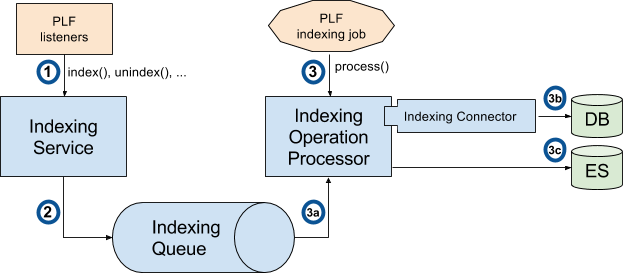 PLF
listeners
PLF
indexing job
1
index(), unindex(), ...
3
process()
Indexing
Service
Indexing
Operation
Processor
Indexing Connector
3b
DB
3c
ES
2
Indexing
Queue
3a